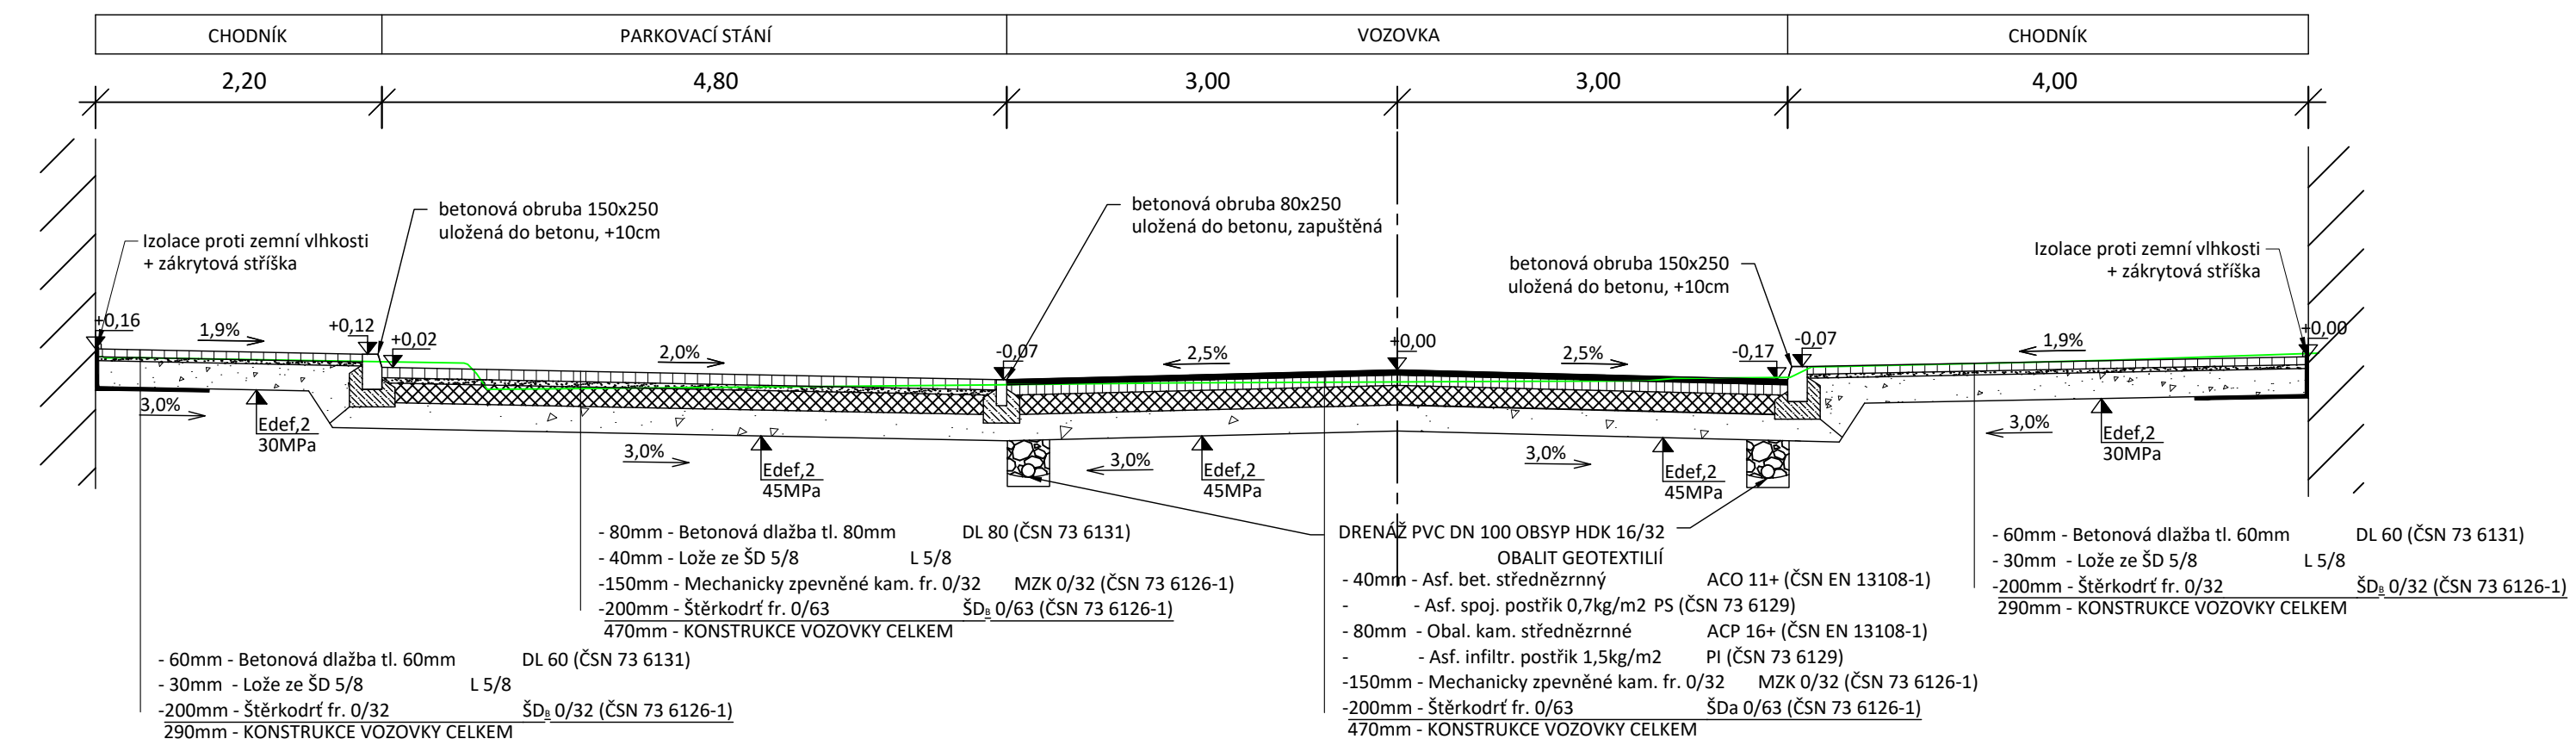 CHODNÍK PARKOVACÍ STÁNÍ VOZOVKA CHODNÍK
2,20 4,80 3,00 3,00 4,00
betonová obruba 150x250
uložená do betonu, +10cm
betonová obruba 80x250
uložená do betonu, zapuštěná
Izolace proti zemní vlhkosti
+ zákrytová stříška
betonová obruba 150x250
uložená do betonu, +10cm
Izolace proti zemní vlhkosti
+ zákrytová stříška
+0,16 1,9% +0,12 +0,02 2,0% -0,07 2,5% +0,00 2,5% -0,17 -0,07 1,9% +0,00
3,0% 3,0% 3,0% 3,0% 3,0%
Edef,2
30MPa
Edef,2
45MPa
Edef,2
45MPa
Edef,2
45MPa
Edef,2
30MPa
- 80mm - Betonová dlažba tl. 80mm DL 80 (ČSN 73 6131)
- 40mm - Lože ze ŠD 5/8 L 5/8
-150mm - Mechanicky zpevněné kam. fr. 0/32 MZK 0/32 (ČSN 73 6126-1)
-200mm - Štěrkodrť fr. 0/63 ŠDB 0/63 (ČSN 73 6126-1)
470mm - KONSTRUKCE VOZOVKY CELKEM
DRENÁŽ PVC DN 100 OBSYP HDK 16/32
OBALIT GEOTEXTILIÍ
- 40mm - Asf. bet. střednězrnný ACO 11+ (ČSN EN 13108-1)
- - Asf. spoj. postřik 0,7kg/m2 PS (ČSN 73 6129)
- 80mm - Obal. kam. střednězrnné ACP 16+ (ČSN EN 13108-1)
- - Asf. infiltr. postřik 1,5kg/m2 PI (ČSN 73 6129)
-150mm - Mechanicky zpevněné kam. fr. 0/32 MZK 0/32 (ČSN 73 6126-1)
-200mm - Štěrkodrť fr. 0/63 ŠDa 0/63 (ČSN 73 6126-1)
470mm - KONSTRUKCE VOZOVKY CELKEM
- 60mm - Betonová dlažba tl. 60mm DL 60 (ČSN 73 6131)
- 30mm - Lože ze ŠD 5/8 L 5/8
-200mm - Štěrkodrť fr. 0/32 ŠDB 0/32 (ČSN 73 6126-1)
290mm - KONSTRUKCE VOZOVKY CELKEM
- 60mm - Betonová dlažba tl. 60mm DL 60 (ČSN 73 6131)
- 30mm - Lože ze ŠD 5/8 L 5/8
-200mm - Štěrkodrť fr. 0/32 ŠDB 0/32 (ČSN 73 6126-1)
290mm - KONSTRUKCE VOZOVKY CELKEM